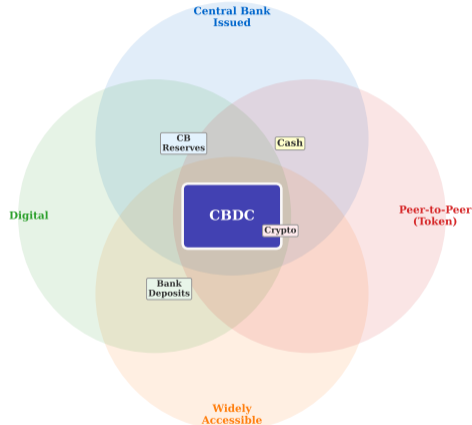 Central Bank
Issued
CB
Reserves
Cash
Digital
CBDC
Peer-to-Peer
(Token)
Crypto
Bank
Deposits
Widely
Accessible